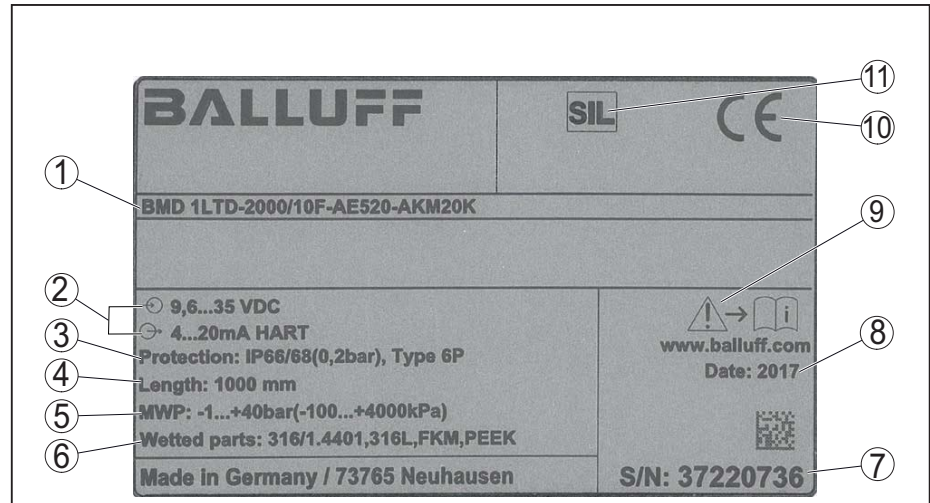 BALLUFF
SIL
CE
11
10
1
BMD 1LTD-2000/10F-AE520-AKM20K
9
2
9,6...35 VDC
4...20mA HART
3
Protection: IP66/68(0,2bar), Type 6P
4
Length: 1000 mm
5
MWP: -1...+40bar(-100...+4000kPa)
6
Wetted parts: 316/1.4401,316L,FKM,PEEK
Made in Germany / 73765 Neuhausen
i
www.balluff.com
8
Date: 2017
S/N: 37220736
7